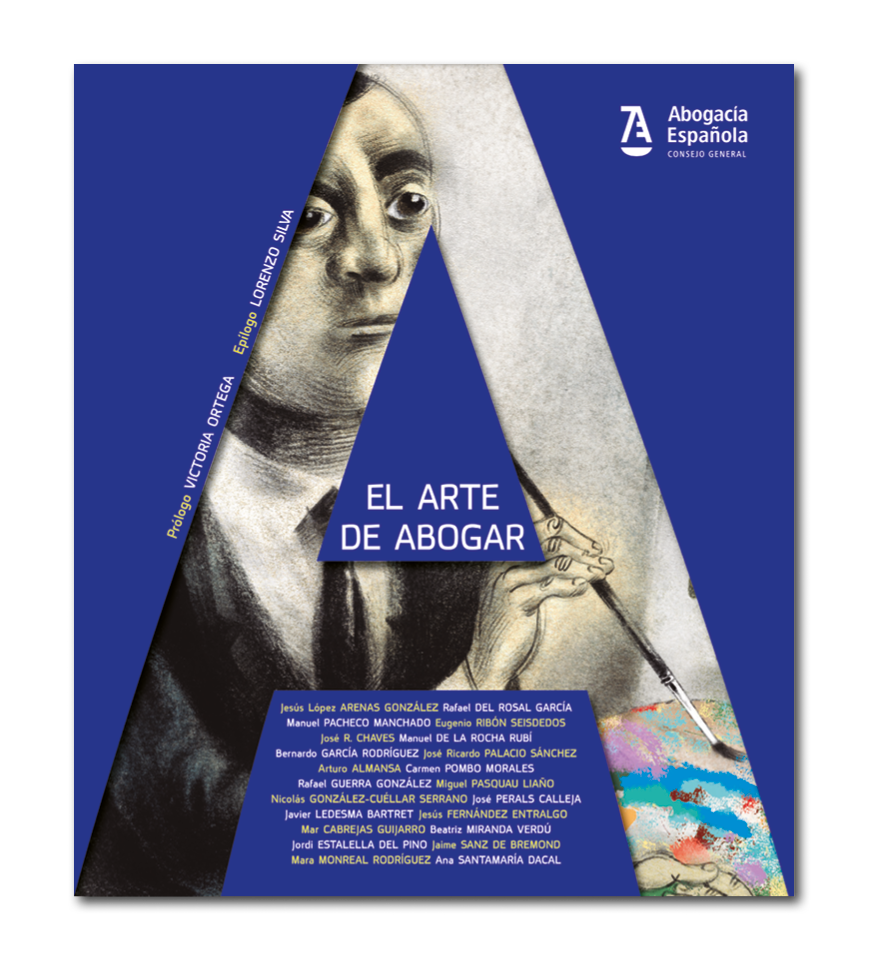 Abogacía
Española
CONSEJO GENERAL
Prólogo VICTORIA ORTEGA Epílogo LORENZO SILVA
EL ARTE
DE ABOGAR
Jesús López ARENAS GONZÁLEZ Rafael DEL ROSAL GARCÍA
Manuel PACHECO MANCHADO Eugenio RIBÓN SEISDEDOS
José R. CHAVES Manuel DE LA ROCHA RUBÍ
Bernardo GARCÍA RODRÍGUEZ José Ricardo PALACIO SÁNCHEZ
Arturo ALMANSA Carmen POMBO MORALES
Rafael GUERRA GONZÁLEZ Miguel PASQUAU LIAÑO
Nicolás GONZÁLEZ-CUÉLLAR SERRANO José PERALS CALLEJA
Javier LEDESMA BARTRET Jesús FERNÁNDEZ ENTRALGO
Mar CABREJAS GUIJARRO Beatriz MIRANDA VERDÚ
Jordi ESTALELLA DEL PINO Jaime SANZ DE BREMOND
Mara MONREAL RODRÍGUEZ Ana SANTAMARÍA DACAL